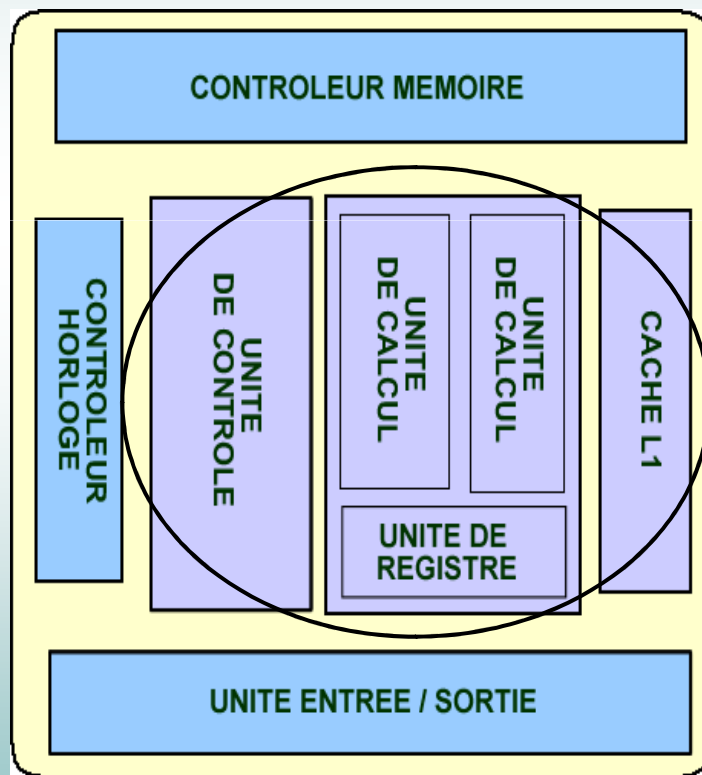 CONTROLEUR MEMOIRE
CONTROLEUR
HORLOGE
UNITE
DE CONTROLE
UNITE
DE CALCUL
UNITE
DE CALCUL
CACHE L1
UNITE DE
REGISTRE
UNITE ENTREE / SORTIE